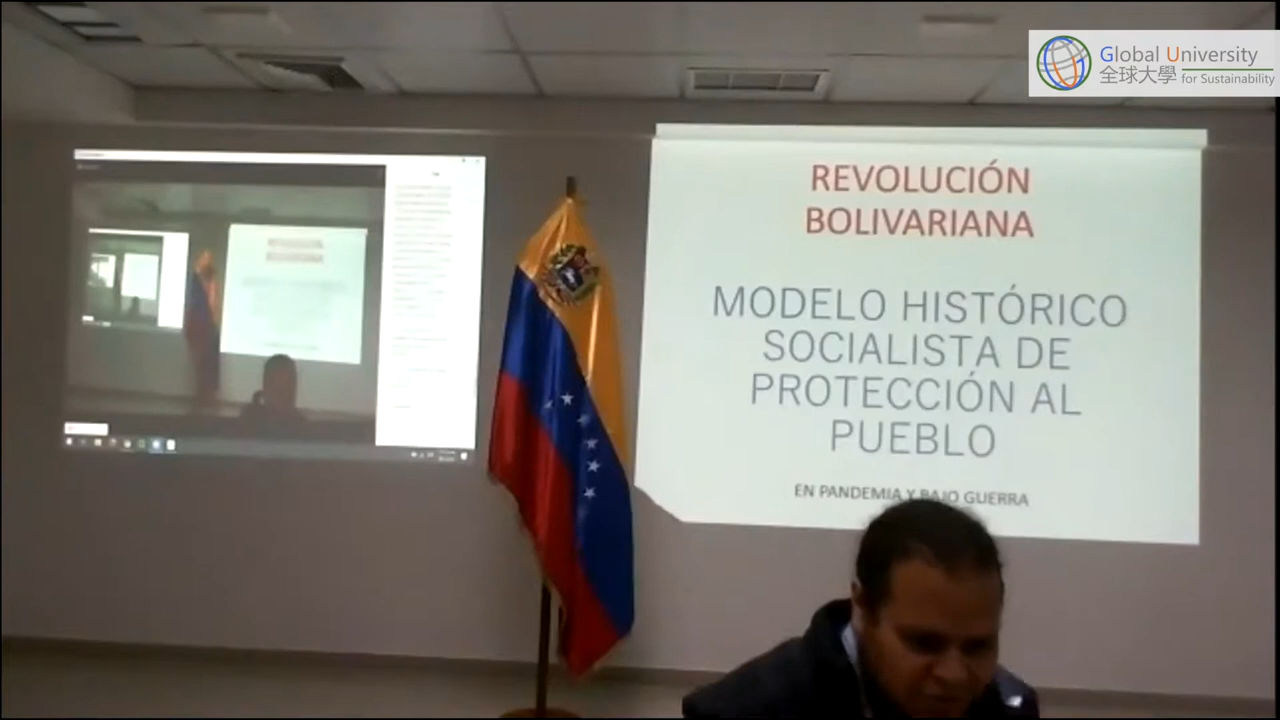 Global University
全球大學 for Sustainability
REVOLUCIÓN
BOLIVARIANA
MODELO HISTÓRICO
SOCIALISTA DE
PROTECCIÓN AL
PUEBLO
EN PANDEMIA Y BAJO GUERRA